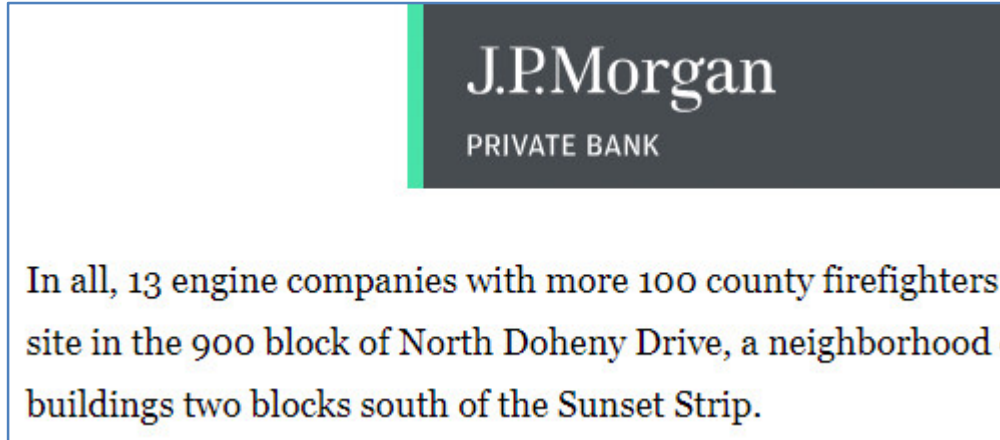 J.P.Morgan
PRIVATE BANK
In all, 13 engine companies with more 100 county firefighters
site in the 900 block of North Doheny Drive, a neighborhood
buildings two blocks south of the Sunset Strip.